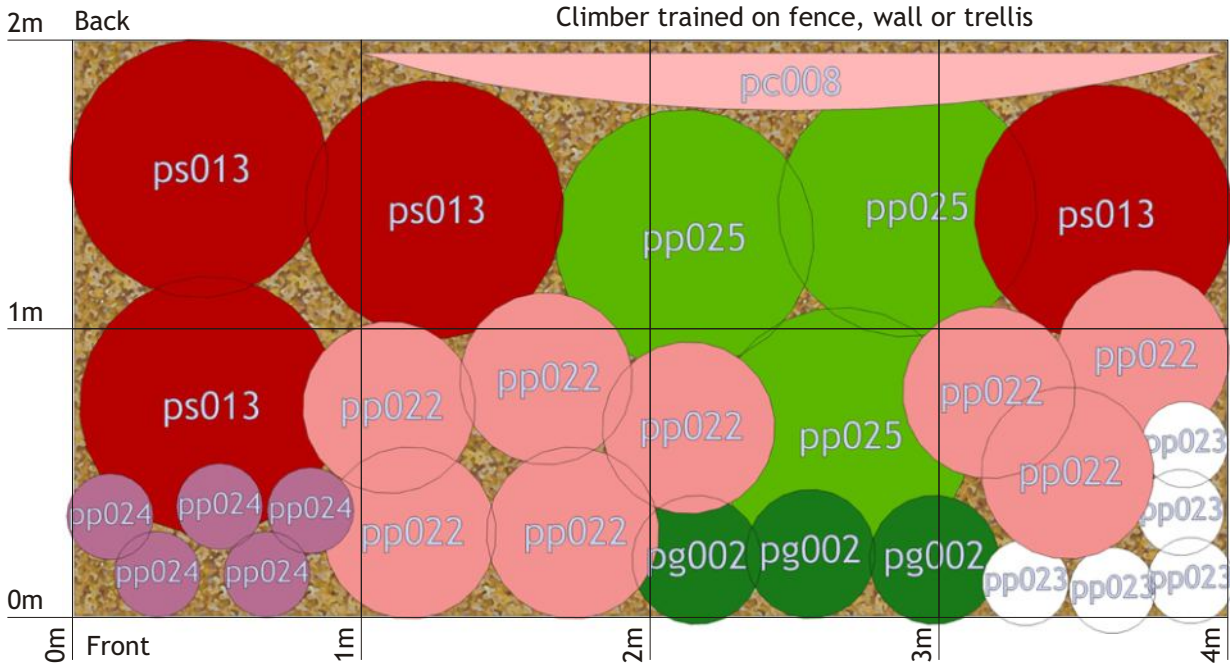 2m Back Climber trained on fence, wall or trellis
pc008
ps013
ps013
pp025
pp025
ps013
1m
ps013
pp022
pp022
pp022
pp025
pp022
pp022
pp022
pp023
pp024
pp024
pp024
pp022
pp022
pg002
pg002
pg002
pp023
pp024
pp024
pp023
pp023
pp023
0m
Front
0m
1m
2m
3m
4m